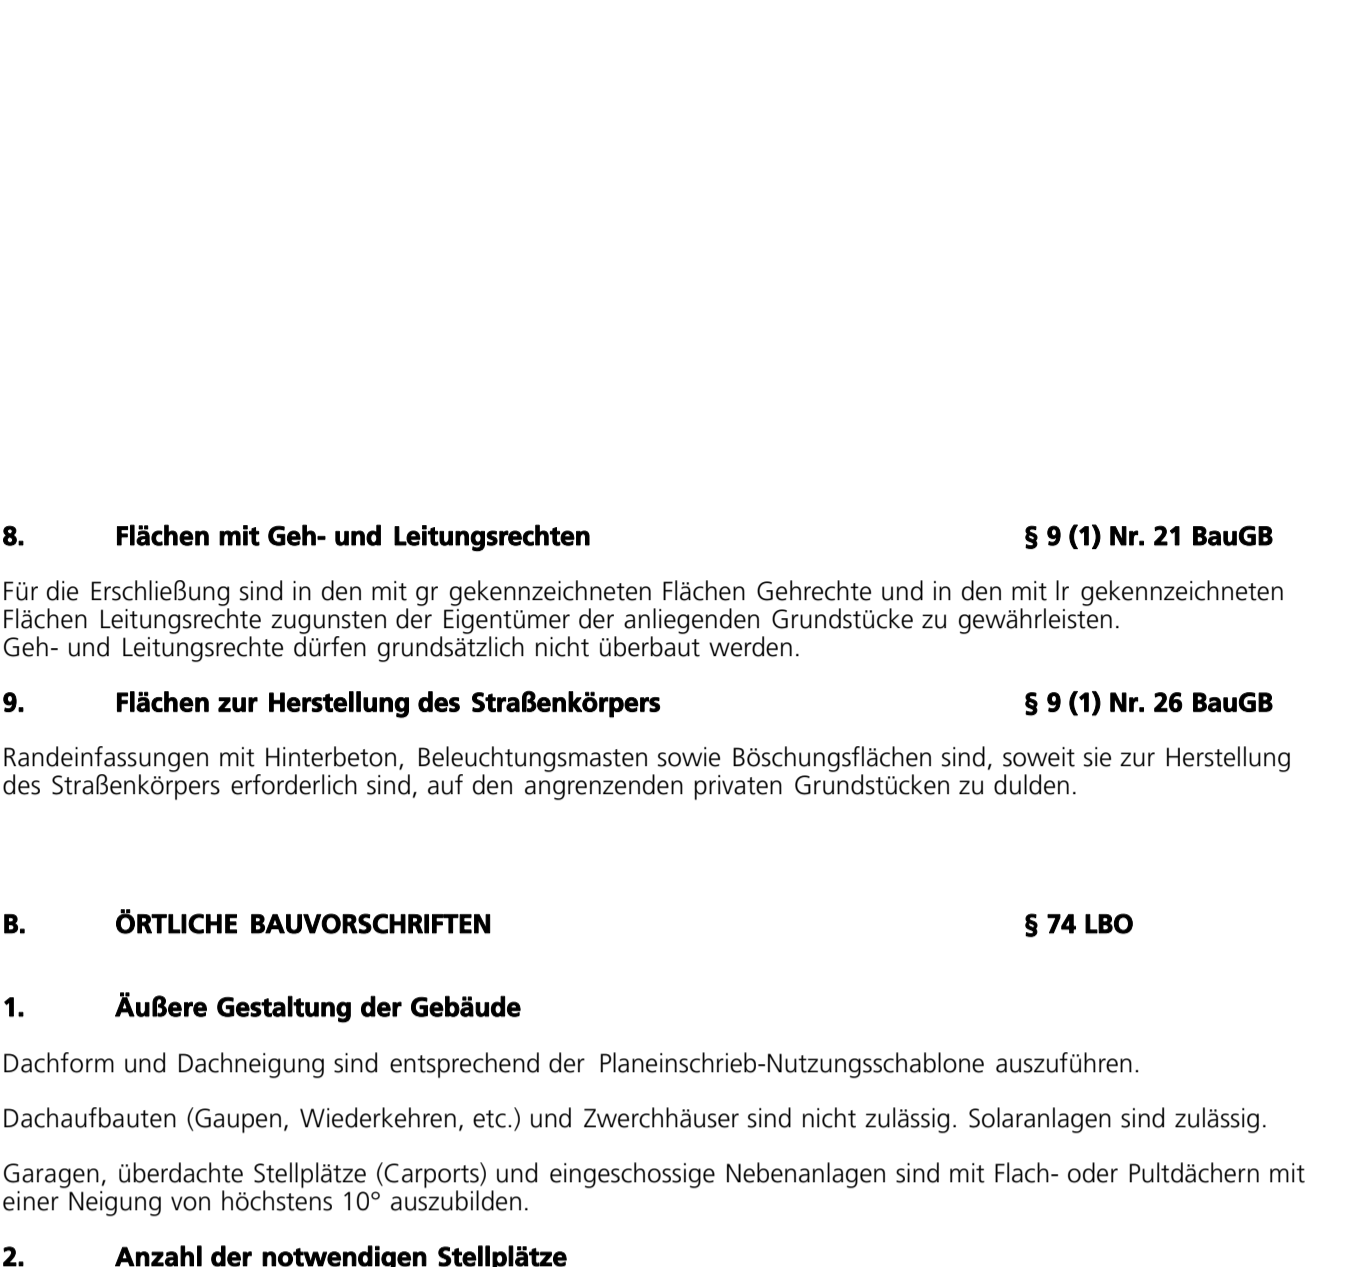 8. Flächen mit Geh- und Leitungsrechten § 9 (1) Nr. 21 BauGB
Für die Erschließung sind in den mit gr gekennzeichneten Flächen Gehrechte und in den mit lr gekennzeichneten
Flächen Leitungsrechte zugunsten der Eigentümer der anliegenden Grundstücke zu gewährleisten.
Geh- und Leitungsrechte dürfen grundsätzlich nicht überbaut werden.
9. Flächen zur Herstellung des Straßenkörpers § 9 (1) Nr. 26 BauGB
Randeinfassungen mit Hinterbeton, Beleuchtungsmasten sowie Böschungsflächen sind, soweit sie zur Herstellung
des Straßenkörpers erforderlich sind, auf den angrenzenden privaten Grundstücken zu dulden.
B. ÖRTLICHE BAUVORSCHRIFTEN § 74 LBO
1. Äußere Gestaltung der Gebäude
Dachform und Dachneigung sind entsprechend der Planeinschrieb-Nutzungsschablone auszuführen.
Dachaufbauten (Gaupen, Wiederkehren, etc.) und Zwerchhäuser sind nicht zulässig. Solaranlagen sind zulässig.
Garagen, überdachte Stellplätze (Carports) und eingeschossige Nebenanlagen sind mit Flach- oder Pultdächern mit
einer Neigung von höchstens 10° auszubilden.
2. Anzahl der notwendigen Stellplätze